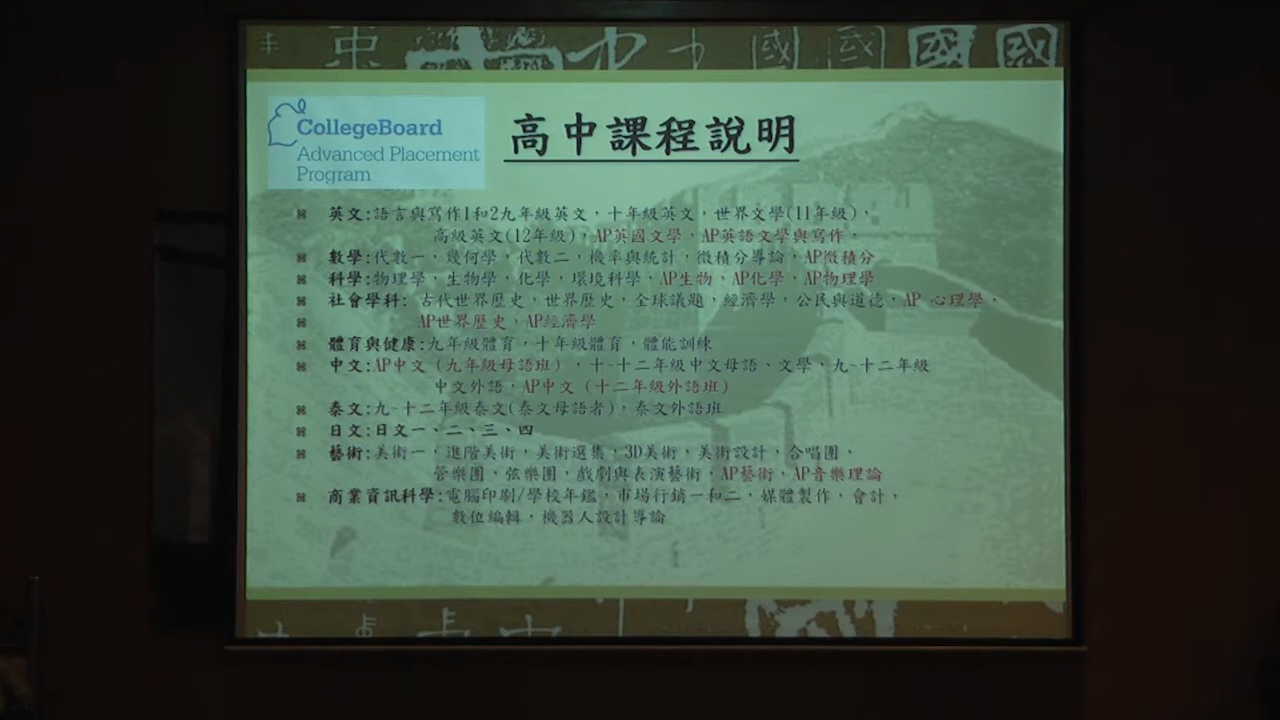 CollegeBoard
Advanced Placement
Program
高中課程說明
英文:語言與寫作1和2九年級英文,十年級英文,世界文學(11年級),
高級英文(12年級),AP英國文學,AP英語文學與寫作,
數學:代數一,幾何學,代數二,機率與統計,微積分導論,AP微積分
科學:物理學,生物學,化學,環境科學,AP生物,AP化學,AP物理學
社會學科: 古代世界歷史,世界歷史,全球議題,經濟學,公民與道德,AP 心理學,
AP世界歷史,AP經濟學
體育與健康:九年級體育,十年級體育,體能訓練
中文:AP中文 (九年級母語班) ,十~十二年級中文母語、文學,九~十二年級
中文外語,AP中文 (十二年級外語班)
泰文:九~十二年級泰文(泰文母語者),泰文外語班
日文:日文一、二、三、四
藝術:美術一,進階美術,美術選集,3D美術,美術設計,合唱團,
管樂團,弦樂團,戲劇與表演藝術,AP藝術,AP音樂理論
商業資訊科學:電腦印刷/學校年鑑,市場行銷一和二,媒體製作,會計,
數位編輯,機器人設計導論